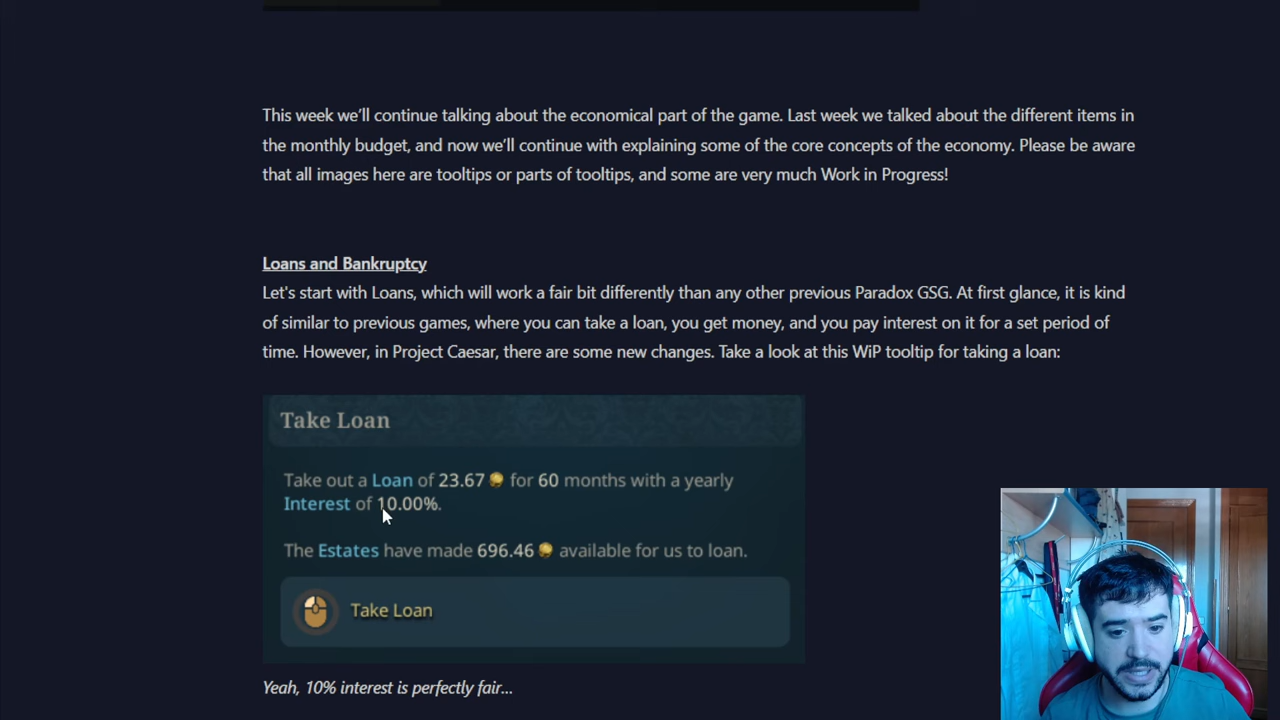 This week we’ll continue talking about the economical part of the game. Last week we talked about the different items in
the monthly budget, and now we’ll continue with explaining some of the core concepts of the economy. Please be aware
that all images here are tooltips or parts of tooltips, and some are very much Work in Progress!
Loans and Bankruptcy
Let's start with Loans, which will work a fair bit differently than any other previous Paradox GSG. At first glance, it is kind
of similar to previous games, where you can take a loan, you get money, and you pay interest on it for a set period of
time. However, in Project Caesar, there are some new changes. Take a look at this WiP tooltip for taking a loan:
Take Loan
Take out a Loan of 23.67 for 60 months with a yearly
Interest of 10.00%.
The Estates have made 696.46 available for us to loan.
Take Loan
Yeah, 10% interest is perfectly fair...